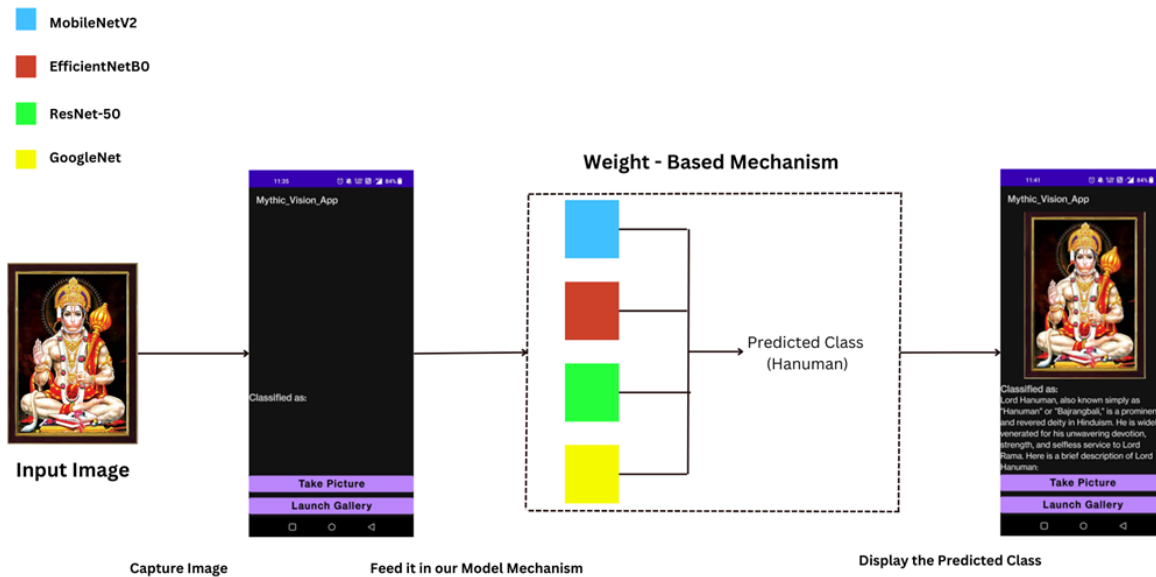 MobileNetV2
EfficientNetB0
ResNet-50
GoogleNet
Weight - Based Mechanism
11:35
84%
Mythic_Vision_App
Classified as:
Take Picture
Launch Gallery
Input Image
Predicted Class
(Hanuman)
11:41
84%
Mythic_Vision_App
Classified as:
Lord Hanuman, also known simply as
"Hanuman" or "Bajrangbali," is a prominen
and revered deity in Hinduism. He is widel
venerated for his unwavering devotion,
strength, and selfless service to Lord
Rama. Here is a brief description of Lord
Hanuman:
Take Picture
Launch Gallery
Capture Image
Feed it in our Model Mechanism
Display the Predicted Class